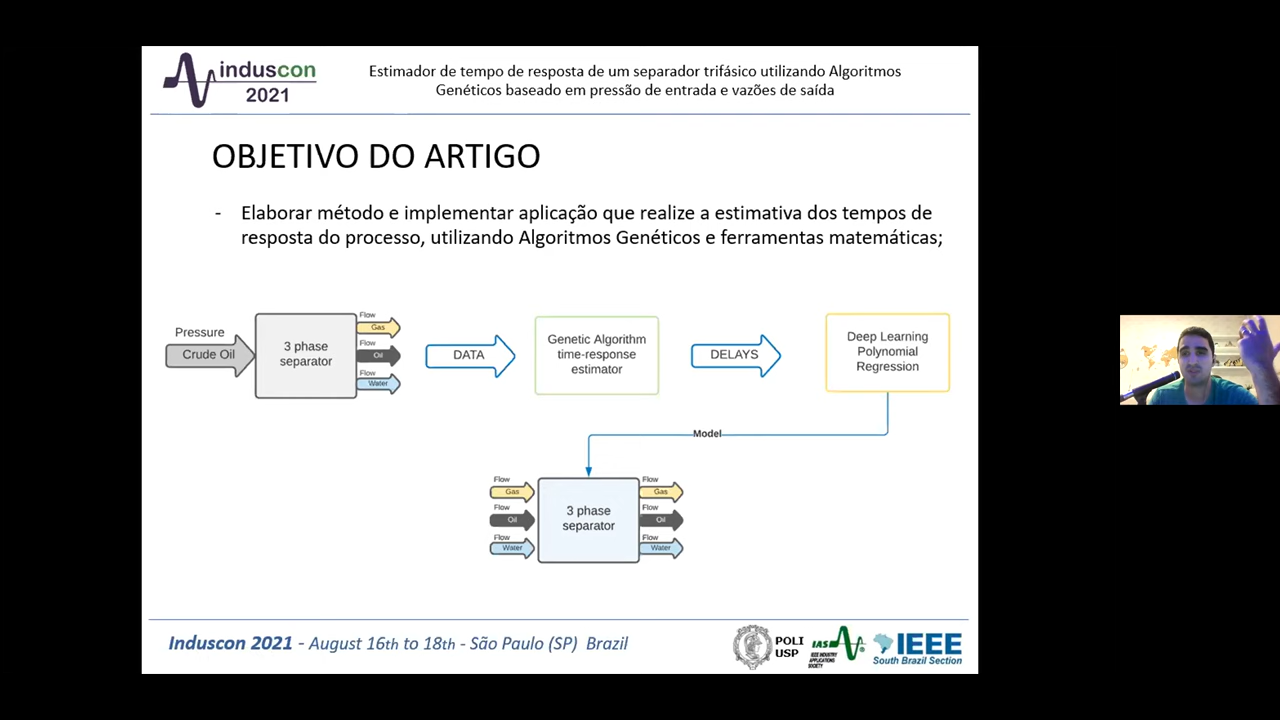 induscon
2021
Estimador de tempo de resposta de um separador trifásico utilizando Algoritmos
Genéticos baseado em pressão de entrada e vazões de saída
OBJETIVO DO ARTIGO
- Elaborar método e implementar aplicação que realize a estimativa dos tempos de
resposta do processo, utilizando Algoritmos Genéticos e ferramentas matemáticas;
Pressure
Crude Oil
3 phase
separator
Flow
Gas
Flow
Oil
Flow
Water
DATA
Genetic Algorithm
time-response
estimator
DELAYS
Deep Learning
Polynomial
Regression
Model
Flow
Gas
Flow
Oil
Flow
Water
3 phase
separator
Flow
Gas
Flow
Oil
Flow
Water
Induscon 2021 - August 16th to 18th - São Paulo (SP) Brazil
POLI
USP
IAS
IEEE INDUSTRY
APPLICATIONS
SOCIETY
IEEE
South Brazil Section